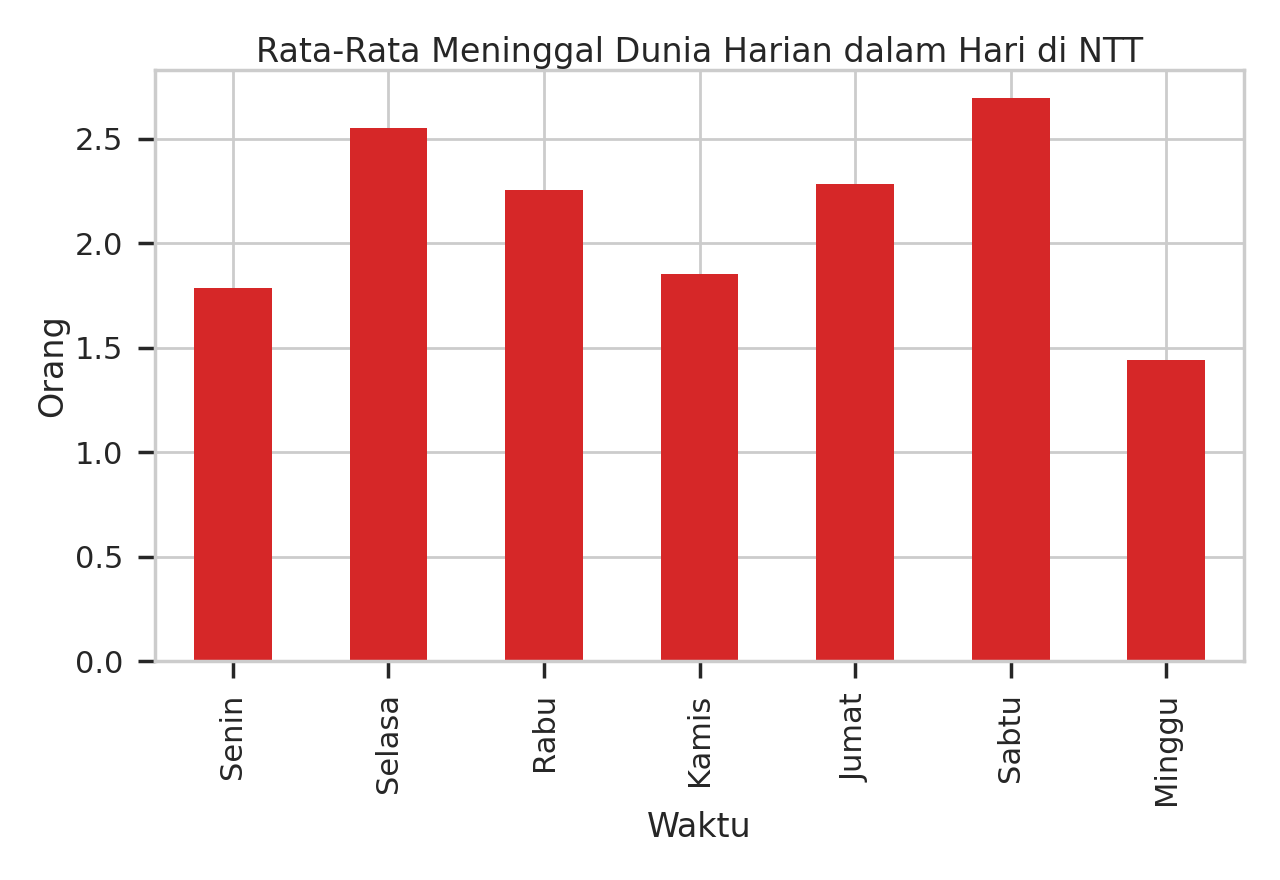 Rata-Rata Meninggal Dunia Harian dalam Hari di NTT
Orang
2.5
2.0
1.5
1.0
0.5
0.0
Senin
Selasa
Rabu
Kamis
Jumat
Sabtu
Minggu
Waktu